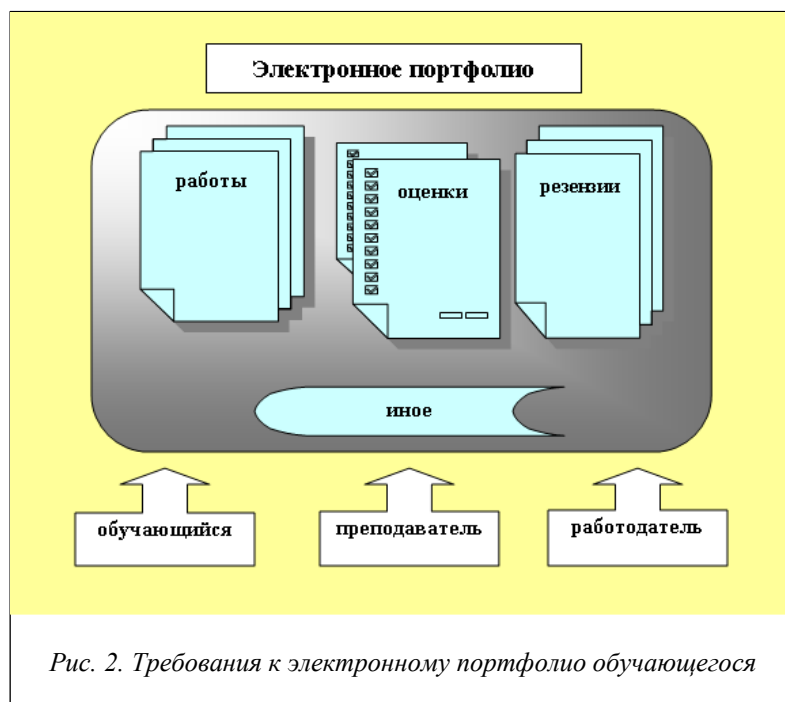 Электронное портфолио
работы
оценки
резензии
иное
обучающийся
преподаватель
работодатель
Рис. 2. Требования к электронному портфолио обучающегося